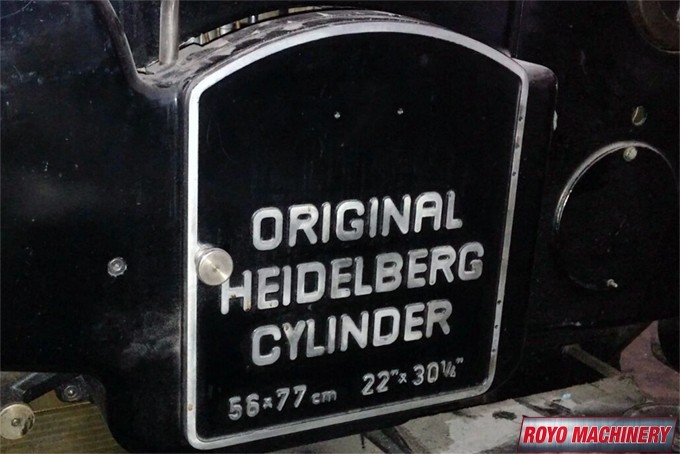 ORIGINAL
HEIDELBERG
CYLINDER
56×77 cm 22"× 30¼"
ROYO MACHINERY